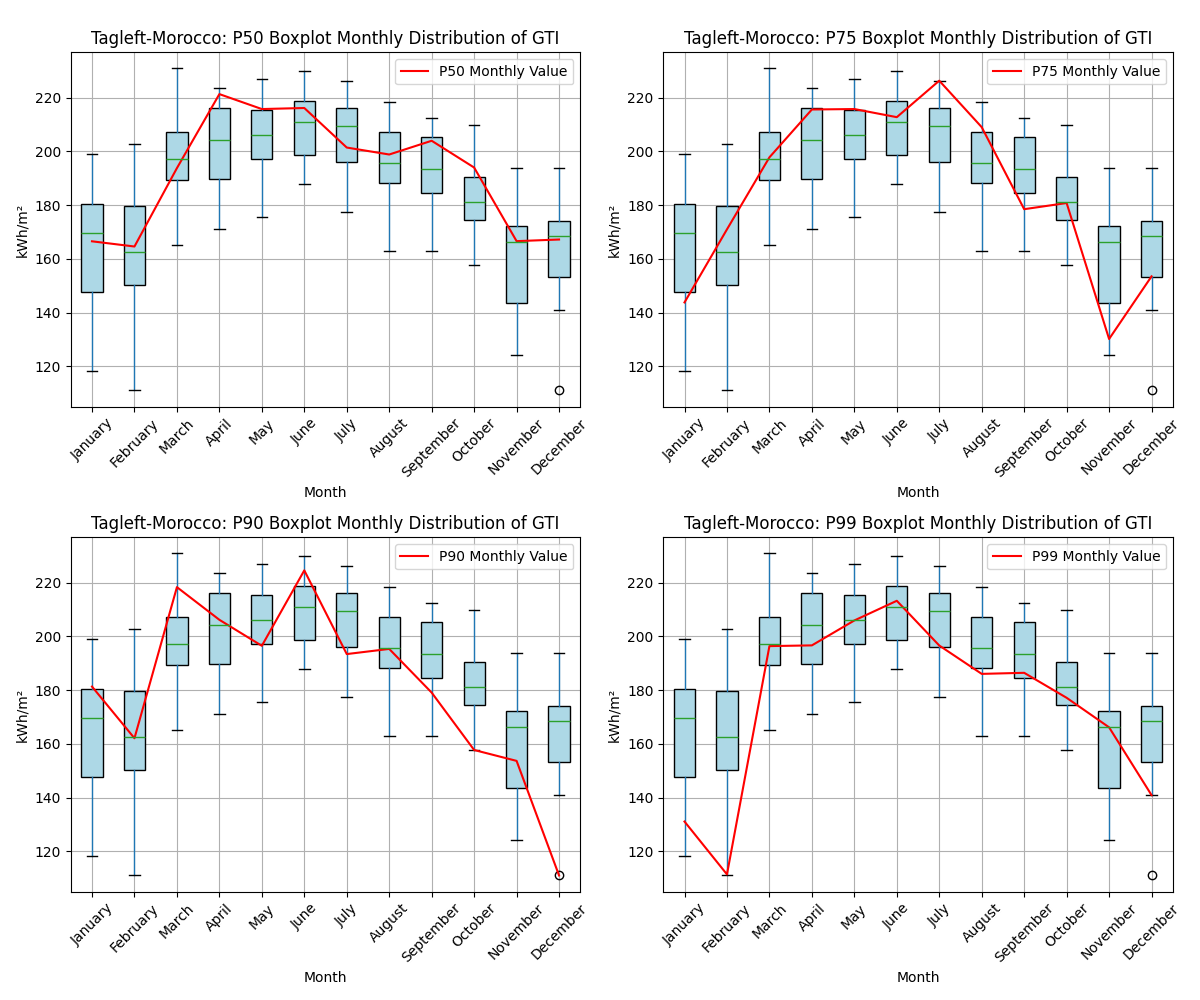 Tagleft-Morocco: P50 Boxplot Monthly Distribution of GTI
P50 Monthly Value
220
200
180
160
140
120
kWh/m²
January
February
March
April
May
June
July
August
September
October
November
December
Month
Tagleft-Morocco: P75 Boxplot Monthly Distribution of GTI
P75 Monthly Value
220
200
180
160
140
120
kWh/m²
January
February
March
April
May
June
July
August
September
October
November
December
Month
Tagleft-Morocco: P90 Boxplot Monthly Distribution of GTI
P90 Monthly Value
220
200
180
160
140
120
kWh/m²
January
February
March
April
May
June
July
August
September
October
November
December
Month
Tagleft-Morocco: P99 Boxplot Monthly Distribution of GTI
P99 Monthly Value
220
200
180
160
140
120
kWh/m²
January
February
March
April
May
June
July
August
September
October
November
December
Month